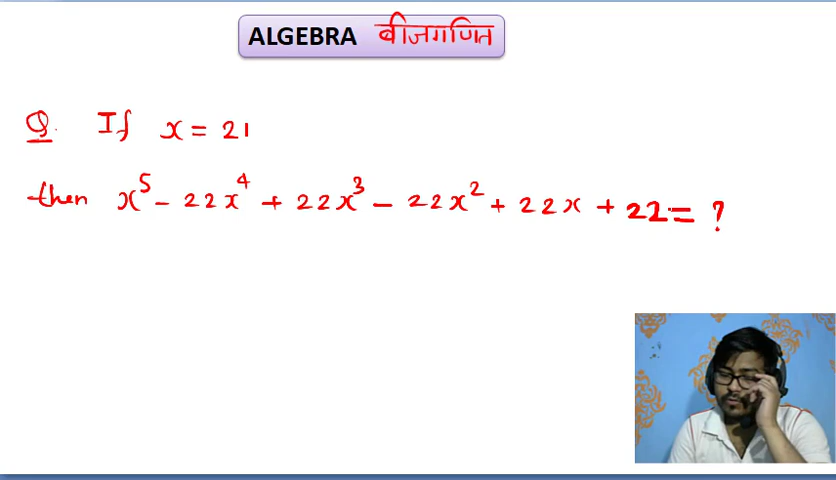 ALGEBRA बीजगणित
Q. If x = 21
then x⁵ - 22x⁴ + 22x³ - 22x² + 22x + 22 = ?